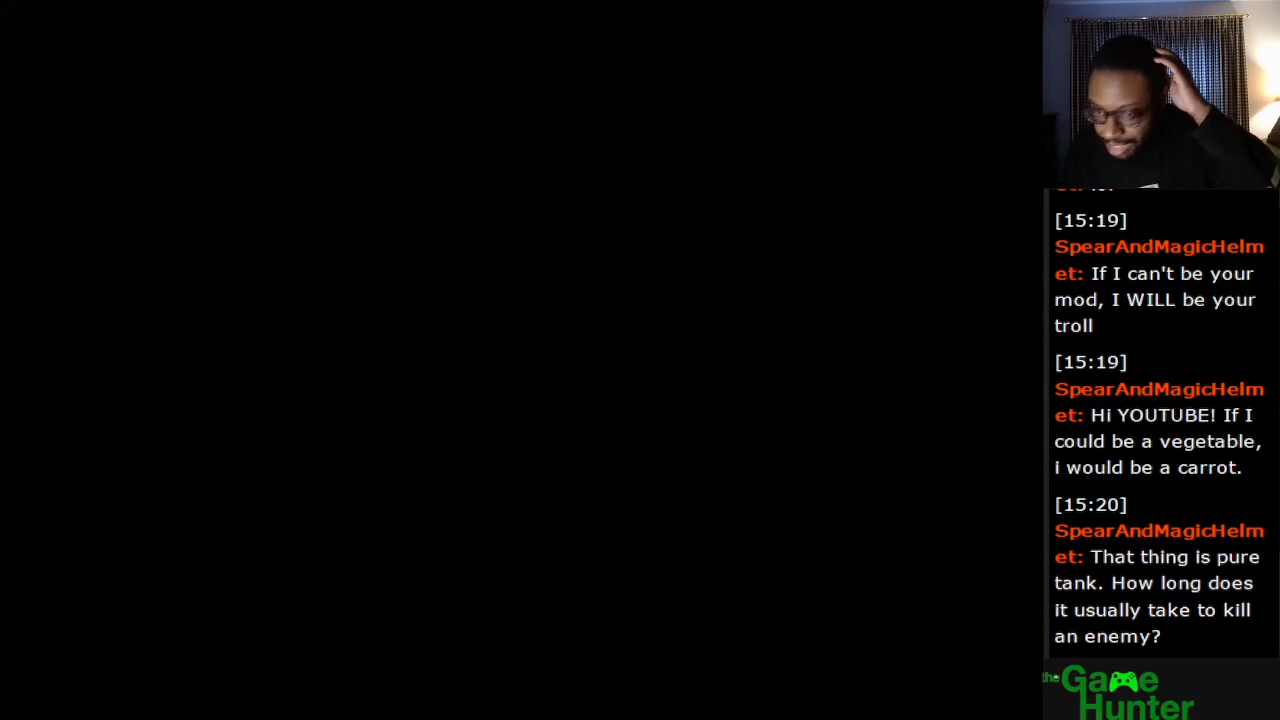 [15:19]
SpearAndMagicHelm
et: If I can't be your
mod, I WILL be your
troll
[15:19]
SpearAndMagicHelm
et: Hi YOUTUBE! If I
could be a vegetable,
i would be a carrot.
[15:20]
SpearAndMagicHelm
et: That thing is pure
tank. How long does
it usually take to kill
an enemy?
the Game
Hunter